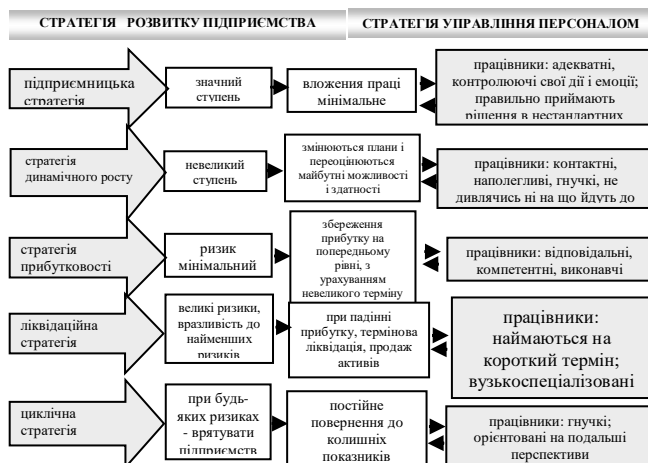 СТРАТЕГІЯ РОЗВИТКУ ПІДПРИЄМСТВА
СТРАТЕГІЯ УПРАВЛІННЯ ПЕРСОНАЛОМ
підприємницька
стратегія
значний
ступень
вложения праці
мінімальне
працівники: адекватні,
контролюючі свої дії і емоції;
правильно приймають
рішення в нестандартних
стратегія
динамічного росту
невеликий
ступень
змінюються плани і
переоцінюються
майбутні можливості
і здатності
працівники: контактні,
наполегливі, гнучкі, не
дивлячись ні на що йдуть до
стратегія
прибутковості
ризик
мінімальний
збереження
прибутку на
попередньому
рівні, з
урахуванням
невеликого терміну
працівники: відповідальні,
компетентні, виконавчі
ліквідаційна
стратегія
великі ризики,
вразливість до
найменших
ризиків
при падінні
прибутку, термінова
ліквідація, продаж
активів
працівники:
наймаються на
короткий термін;
вузькоспеціалізовані
циклічна
стратегія
при будь-
яких ризиках
- врятувати
підприємств
постійне
повернення до
колишніх
показників
працівники: гнучкі;
орієнтовані на подальші
перспективи